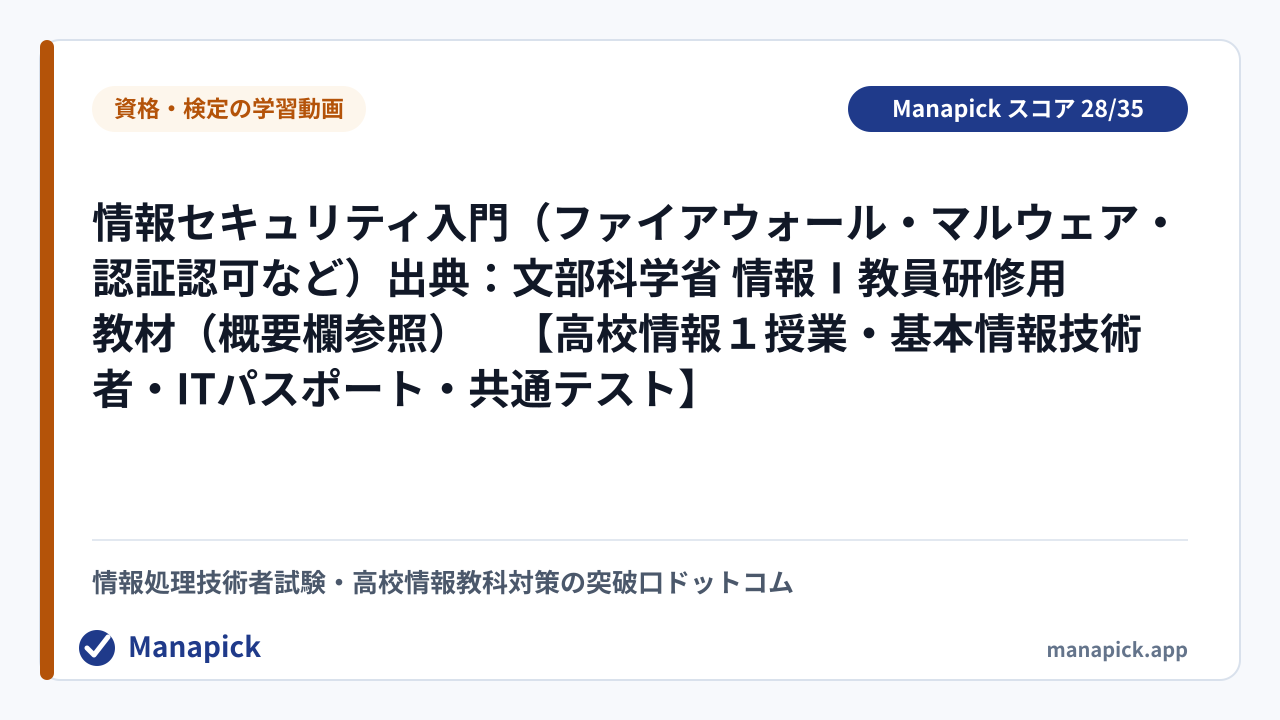 資格・検定の学習動画
Manapick スコア 28/35
情報セキュリティ入門（ファイアウォール・マルウェア・
認証認可など）出典：文部科学省 情報Ⅰ教員研修用
教材（概要欄参照）　【高校情報１授業・基本情報技術
者・ITパスポート・共通テスト】
情報処理技術者試験・高校情報教科対策の突破口ドットコム
Manapick
manapick.app